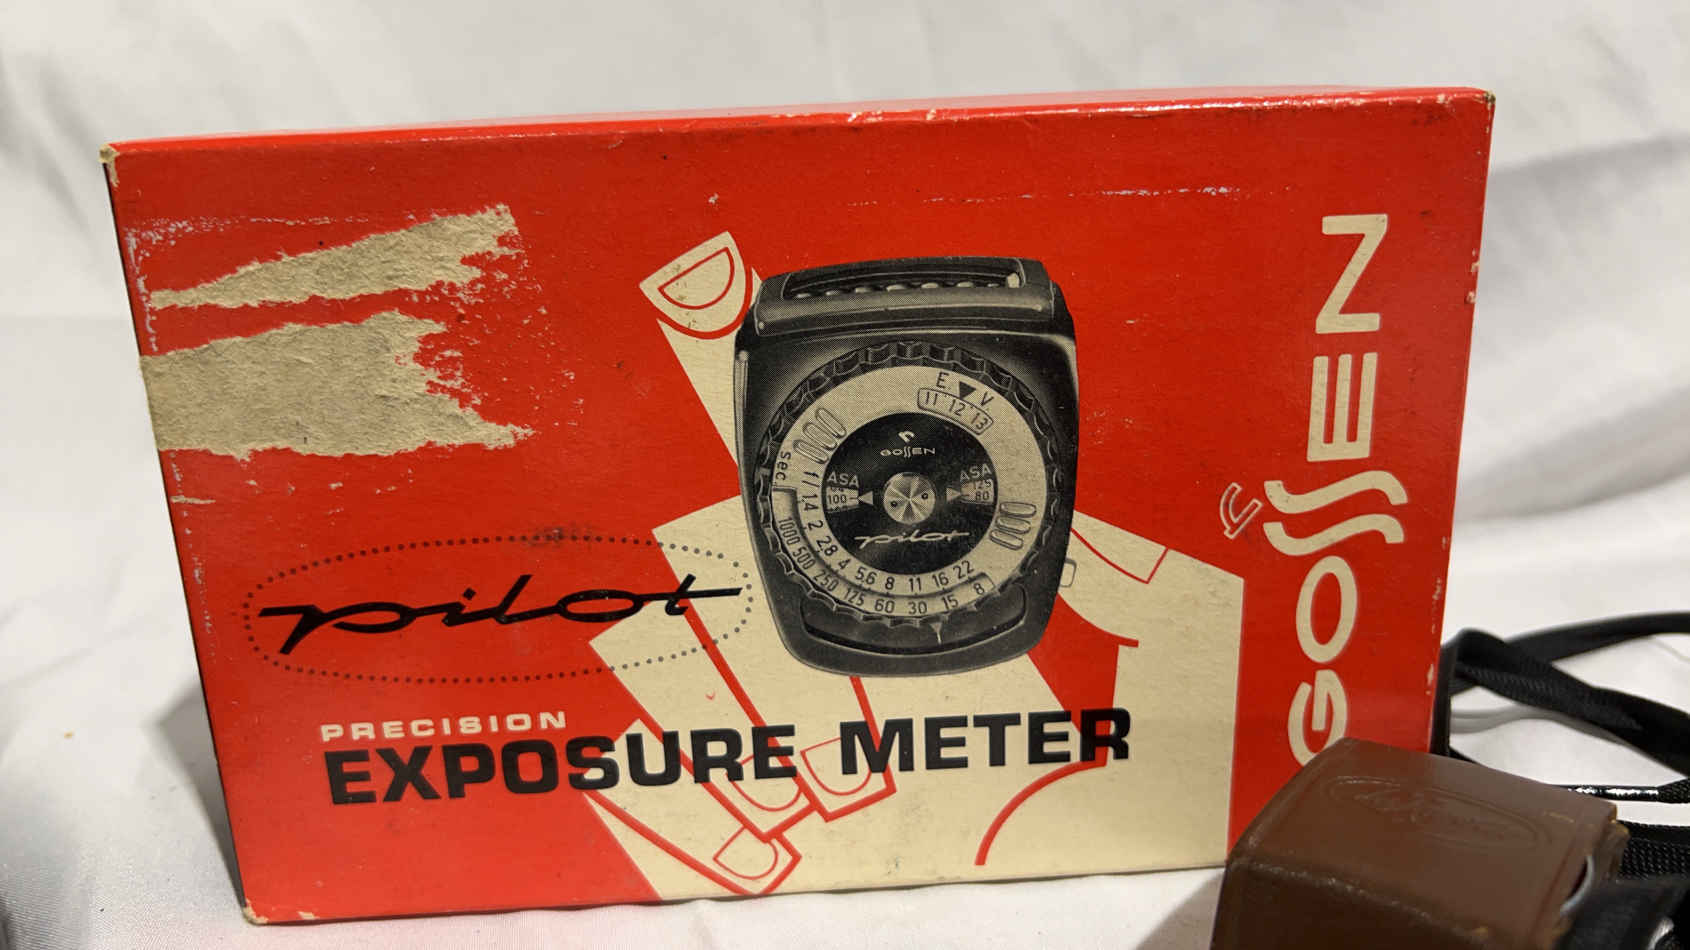 pilot
PRECISION
EXPOSURE METER
GOSSEN
E V
11 12 13
GOSSEN
ASA
100
ASA
125
80
pilot
sec
f/ 1.4 2 2.8 4 5.6 8 11 16 22
1000 500 250 125 60 30 15 8